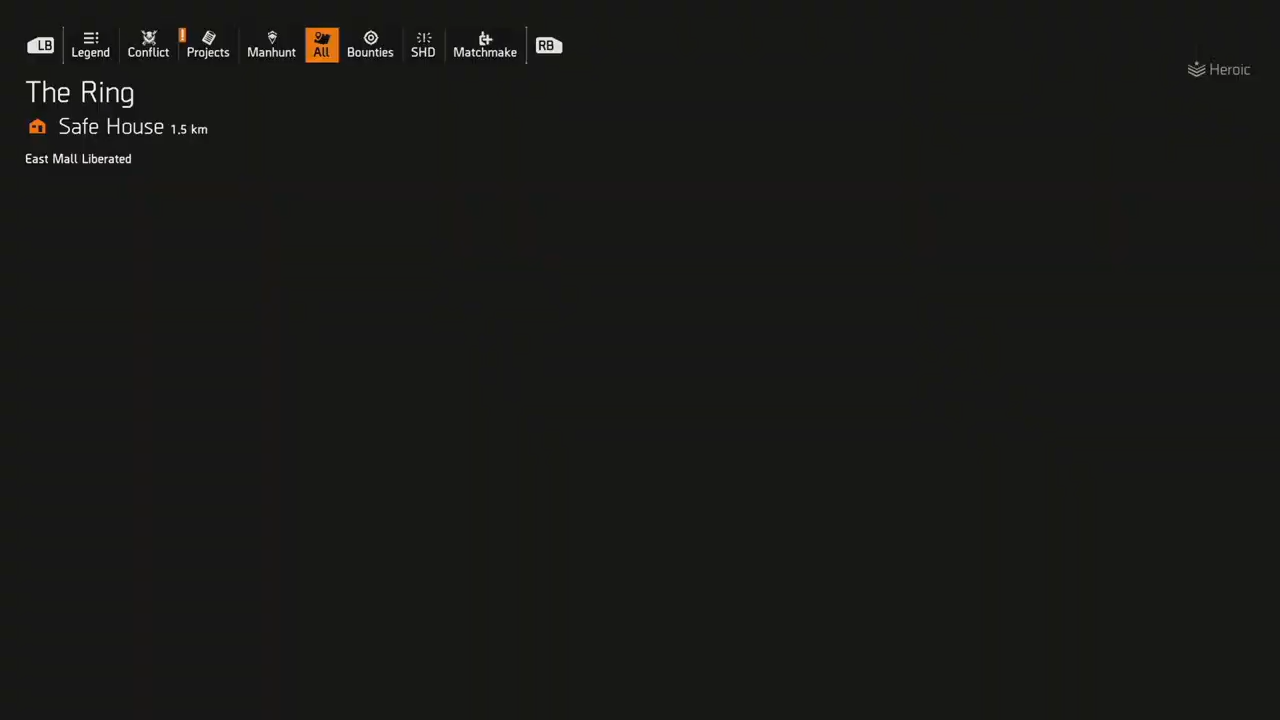 LB Legend Conflict Projects Manhunt All Bounties SHD Matchmake RB
Heroic
The Ring
Safe House 1.5 km
East Mall Liberated